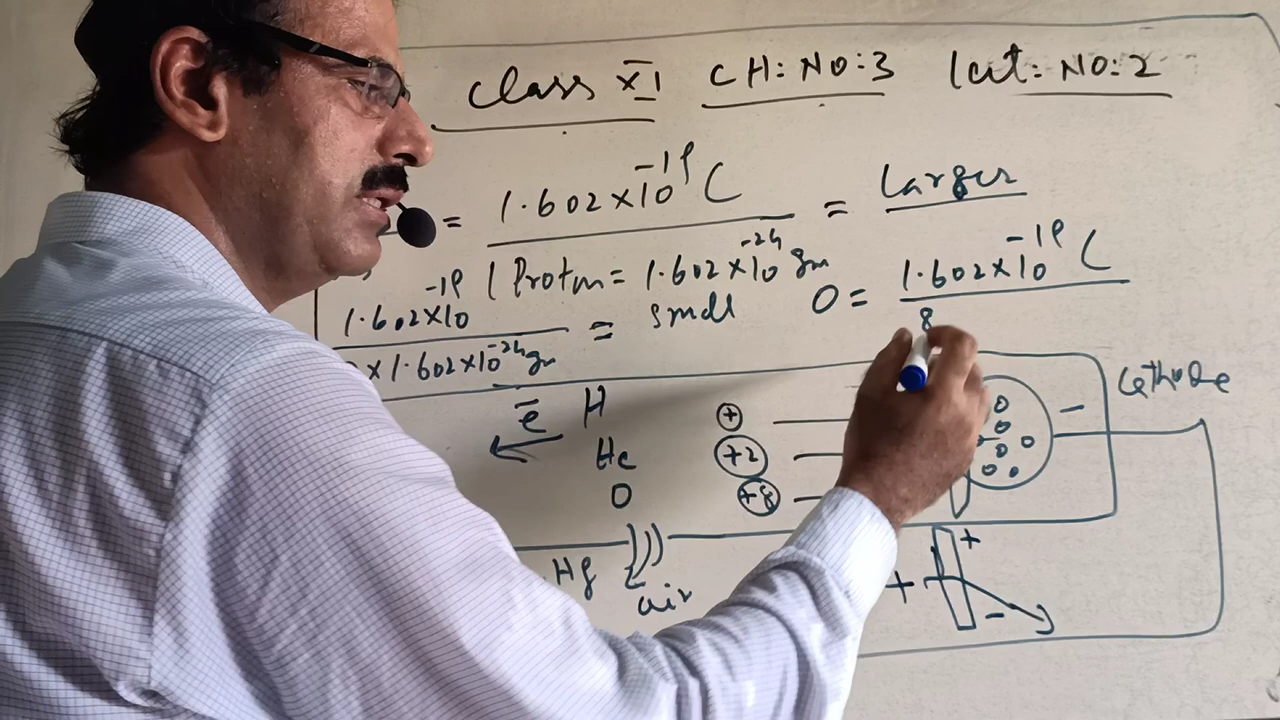 Class XI CH: NO:3 Lect: NO:2
= 1.602×10⁻¹⁹ C = Larger
1 Proton = 1.602×10⁻²⁴ gm
1.602×10⁻¹⁹ = small
× 1.602×10⁻²⁴ gm
O = 1.602×10⁻¹⁹ C
8
Cathode
ē H + −
He +2
O +8
.Hg air
+ + −